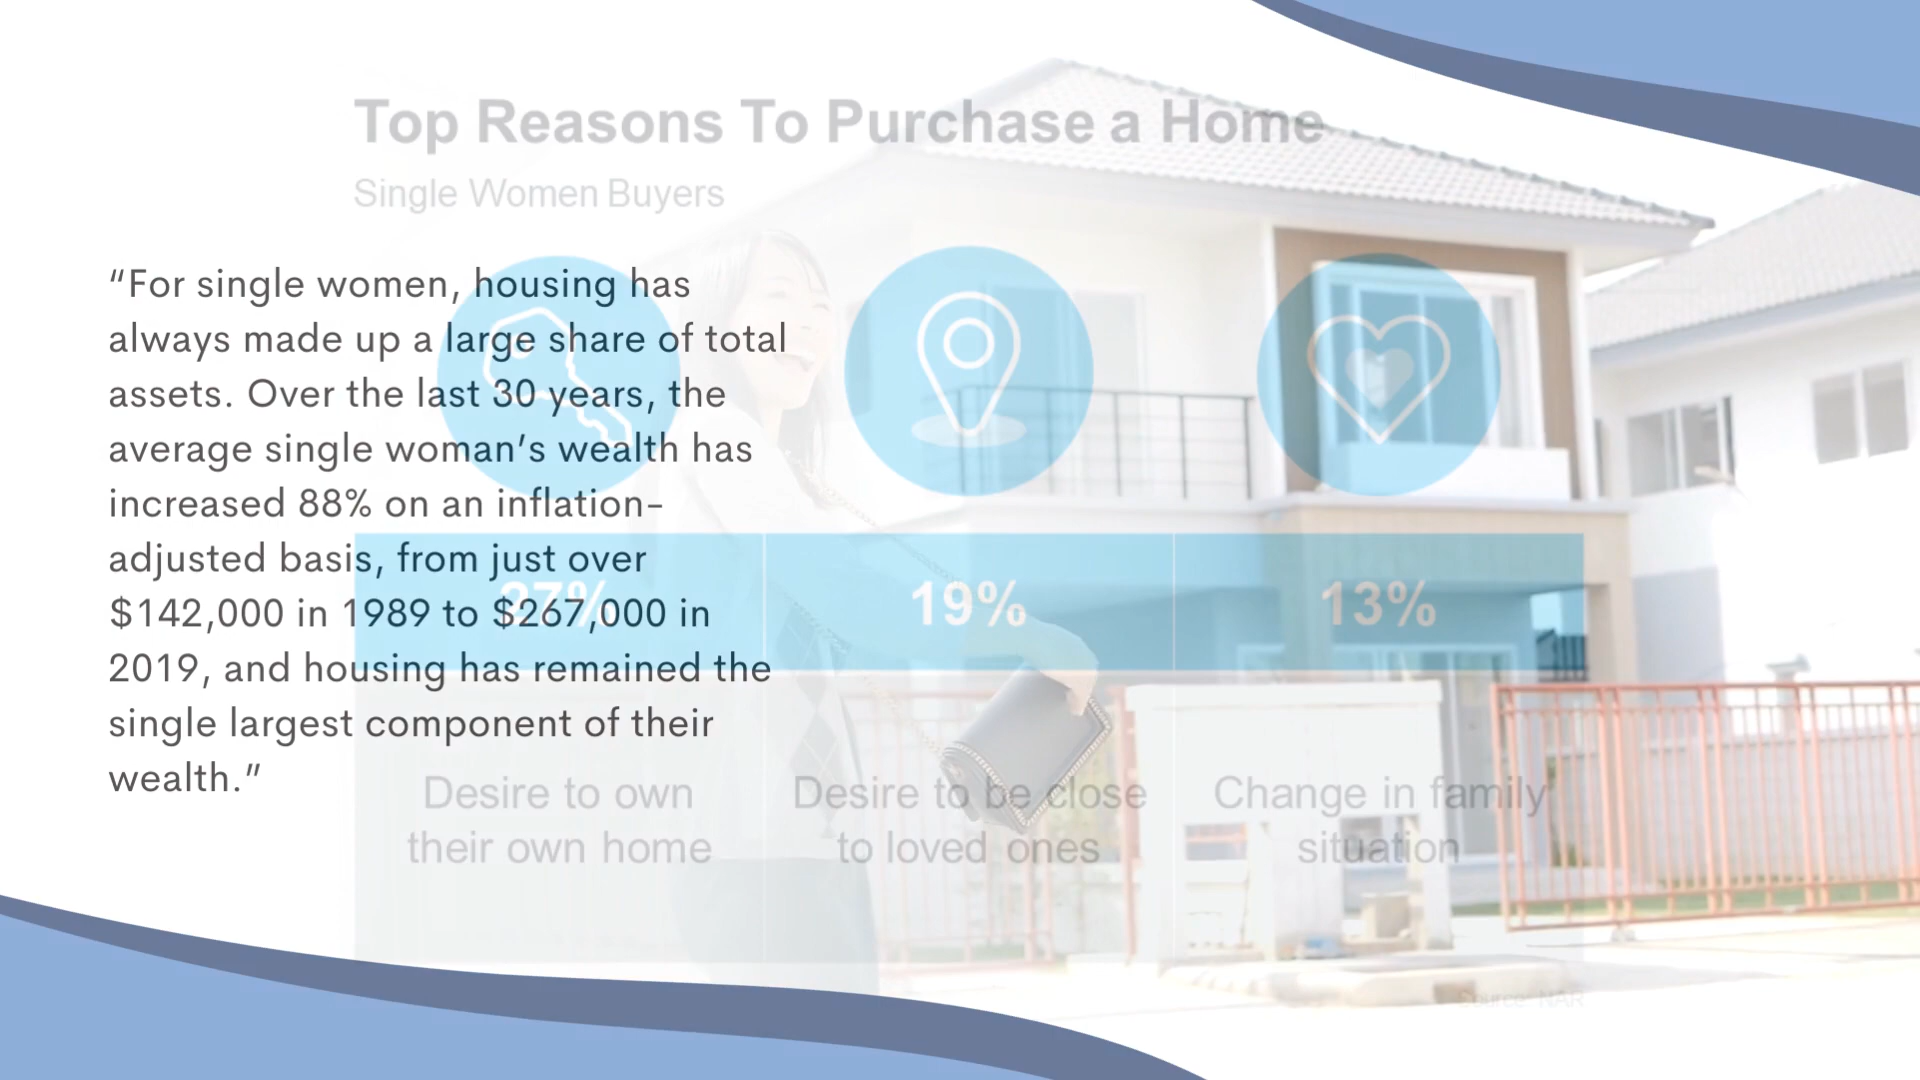 Top Reasons To Purchase a Home
Single Women Buyers
“For single women, housing has
always made up a large share of total
assets. Over the last 30 years, the
average single woman’s wealth has
increased 88% on an inflation-
adjusted basis, from just over
$142,000 in 1989 to $267,000 in
2019, and housing has remained the
single largest component of their
wealth.”
27%
19%
13%
Desire to own
their own home
Desire to be close
to loved ones
Change in family
situation
Source: NAR